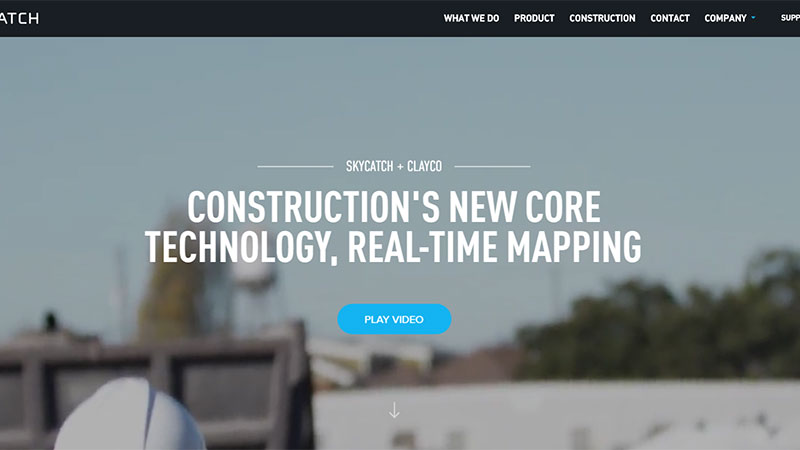 ATCH
WHAT WE DO PRODUCT CONSTRUCTION CONTACT COMPANY SUPP
SKYCATCH + CLAYCO
CONSTRUCTION'S NEW CORE
TECHNOLOGY, REAL-TIME MAPPING
PLAY VIDEO